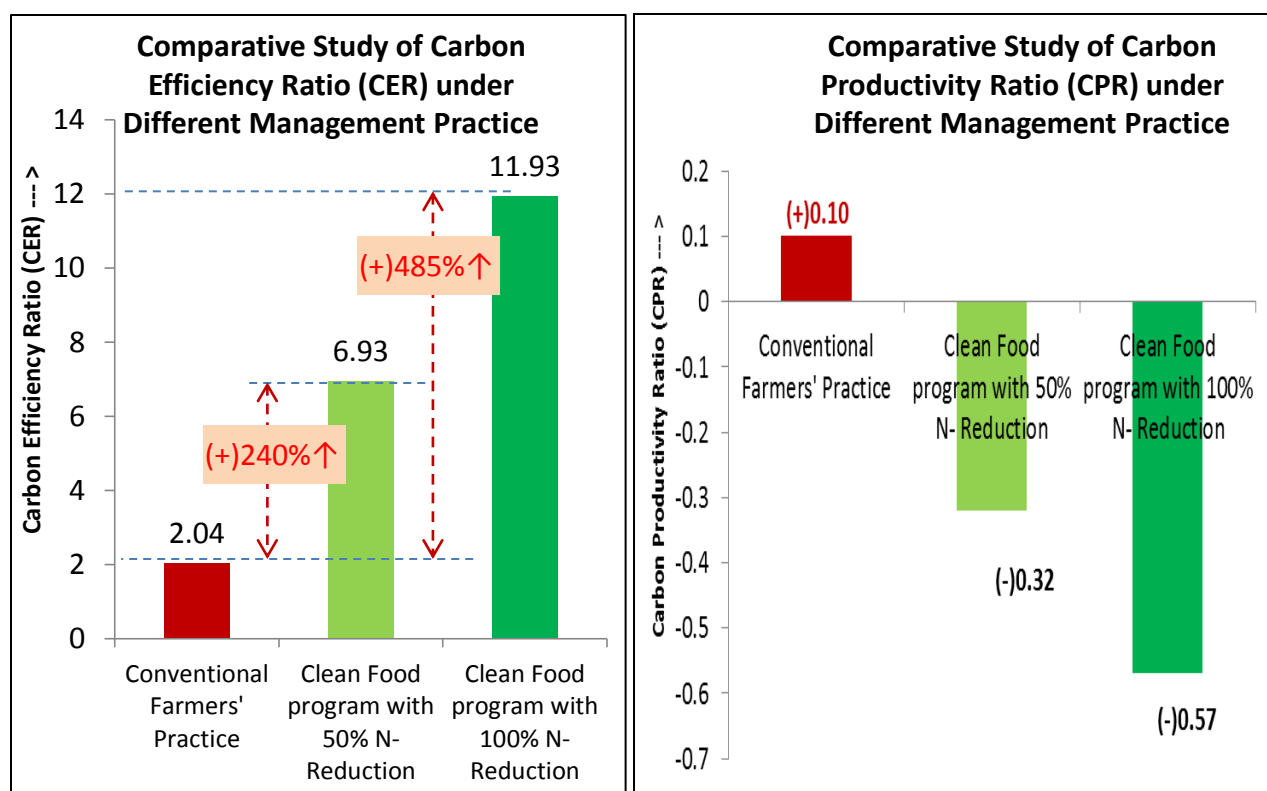 Comparative Study of Carbon
Efficiency Ratio (CER) under
Different Management Practice
Carbon Efficiency Ratio (CER) --- >
14
12
10
8
6
4
2
0
2.04
6.93
11.93
(+)240%↑
(+)485%↑
Conventional
Farmers'
Practice
Clean Food
program with
50% N-
Reduction
Clean Food
program with
100% N-
Reduction
Comparative Study of Carbon
Productivity Ratio (CPR) under
Different Management Practice
Carbon Productivity Ratio (CPR) --- >
0.2
0.1
0
-0.1
-0.2
-0.3
-0.4
-0.5
-0.6
-0.7
(+)0.10
Conventional
Farmers' Practice
Clean Food
program with 50%
N- Reduction
Clean Food
program with 100%
N- Reduction
(-)0.32
(-)0.57